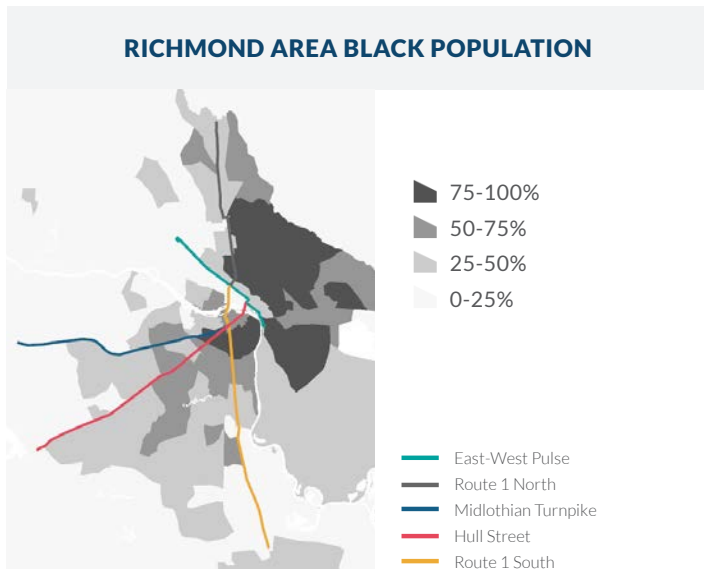 RICHMOND AREA BLACK POPULATION
75-100%
50-75%
25-50%
0-25%
East-West Pulse
Route 1 North
Midlothian Turnpike
Hull Street
Route 1 South